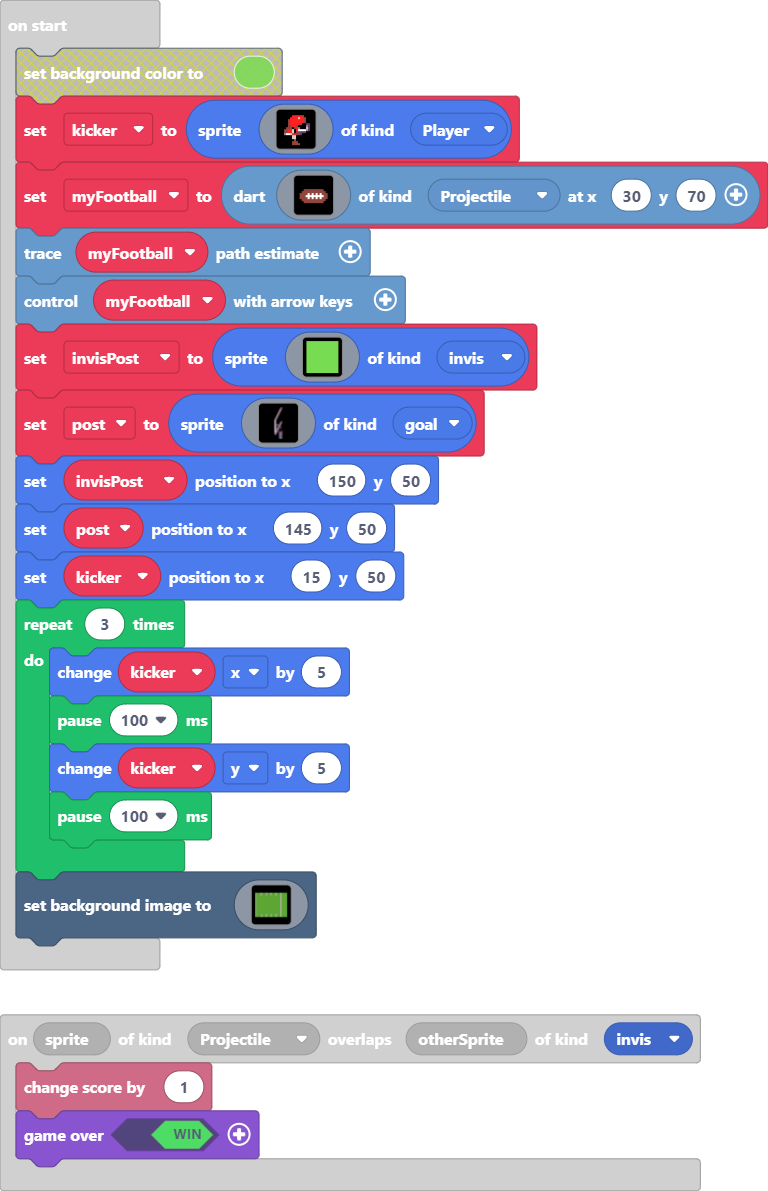 on start
set background color to
set kicker to sprite of kind Player
set myFootball to dart of kind Projectile at x 30 y 70
trace myFootball path estimate
control myFootball with arrow keys
set invisPost to sprite of kind invis
set post to sprite of kind goal
set invisPost position to x 150 y 50
set post position to x 145 y 50
set kicker position to x 15 y 50
repeat 3 times
do
change kicker x by 5
pause 100 ms
change kicker y by 5
pause 100 ms
set background image to
on sprite of kind Projectile overlaps otherSprite of kind invis
change score by 1
game over WIN